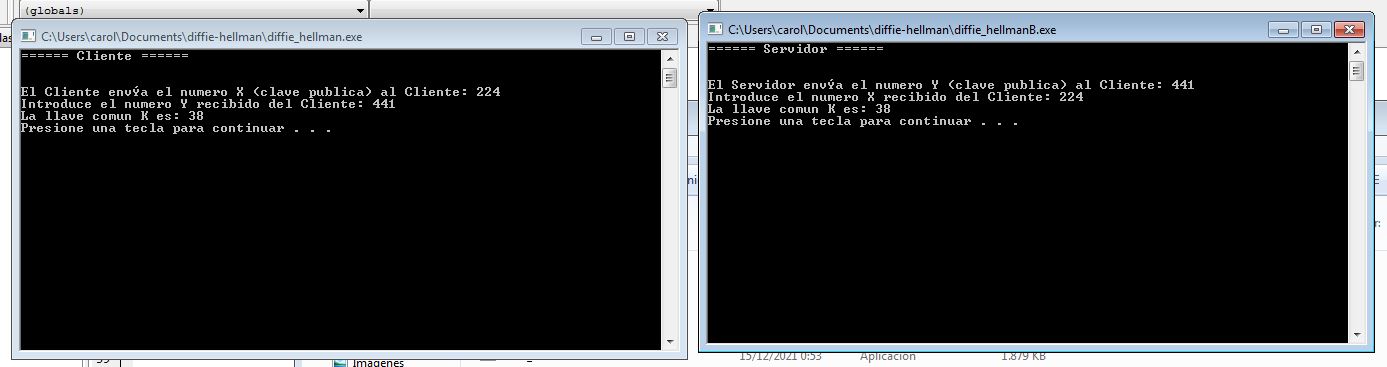 (globals)
C:\Users\carol\Documents\diffie-hellman\diffie_hellman.exe
====== Cliente ======
El Cliente envýa el numero X (clave publica) al Cliente: 224
Introduce el numero Y recibido del Cliente: 441
La llave comun K es: 38
Presione una tecla para continuar . . .
C:\Users\carol\Documents\diffie-hellman\diffie_hellmanB.exe
====== Servidor ======
El Servidor envýa el numero Y (clave publica) al Cliente: 441
Introduce el numero X recibido del Cliente: 224
La llave comun K es: 38
Presione una tecla para continuar . . .
Imágenes
15/12/2021 0:53 Aplicación 1.879 KB